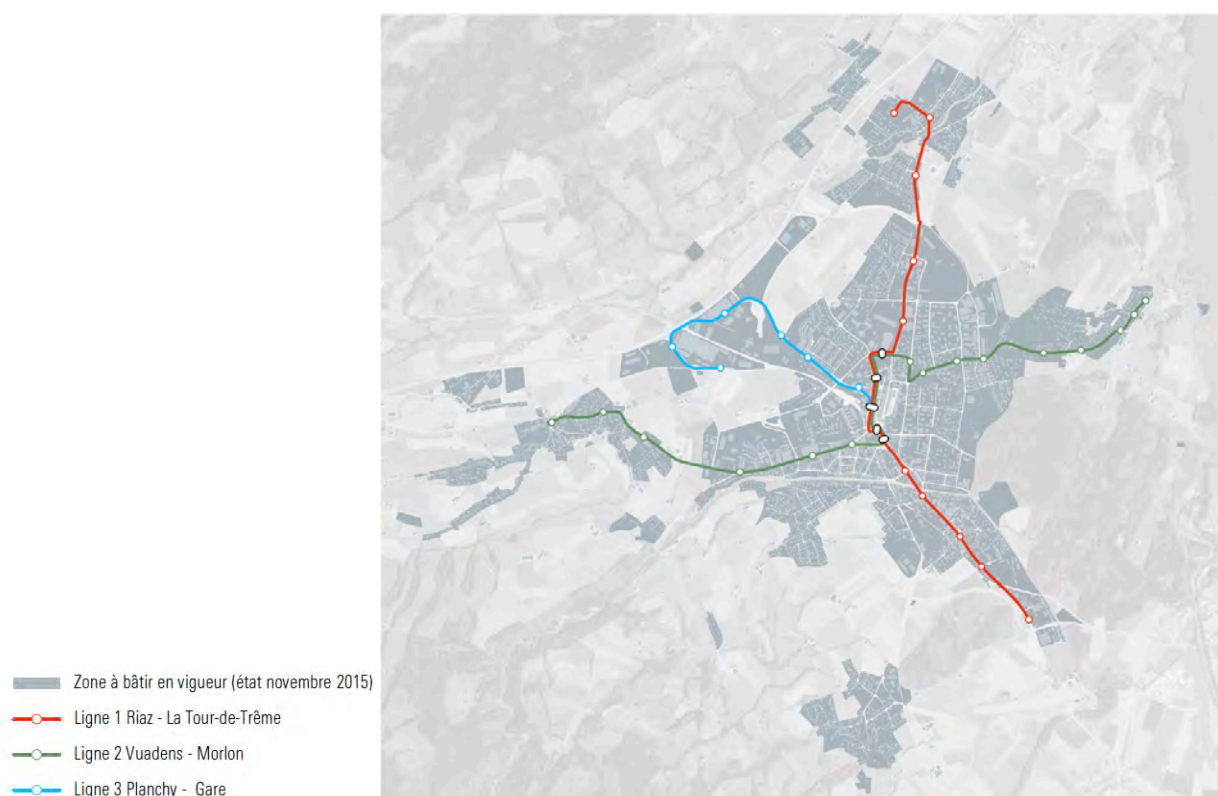 Zone à bâtir en vigueur (état novembre 2015)
Ligne 1 Riaz - La Tour-de-Trême
Ligne 2 Vuadens - Morlon
Ligne 3 Planchy - Gare